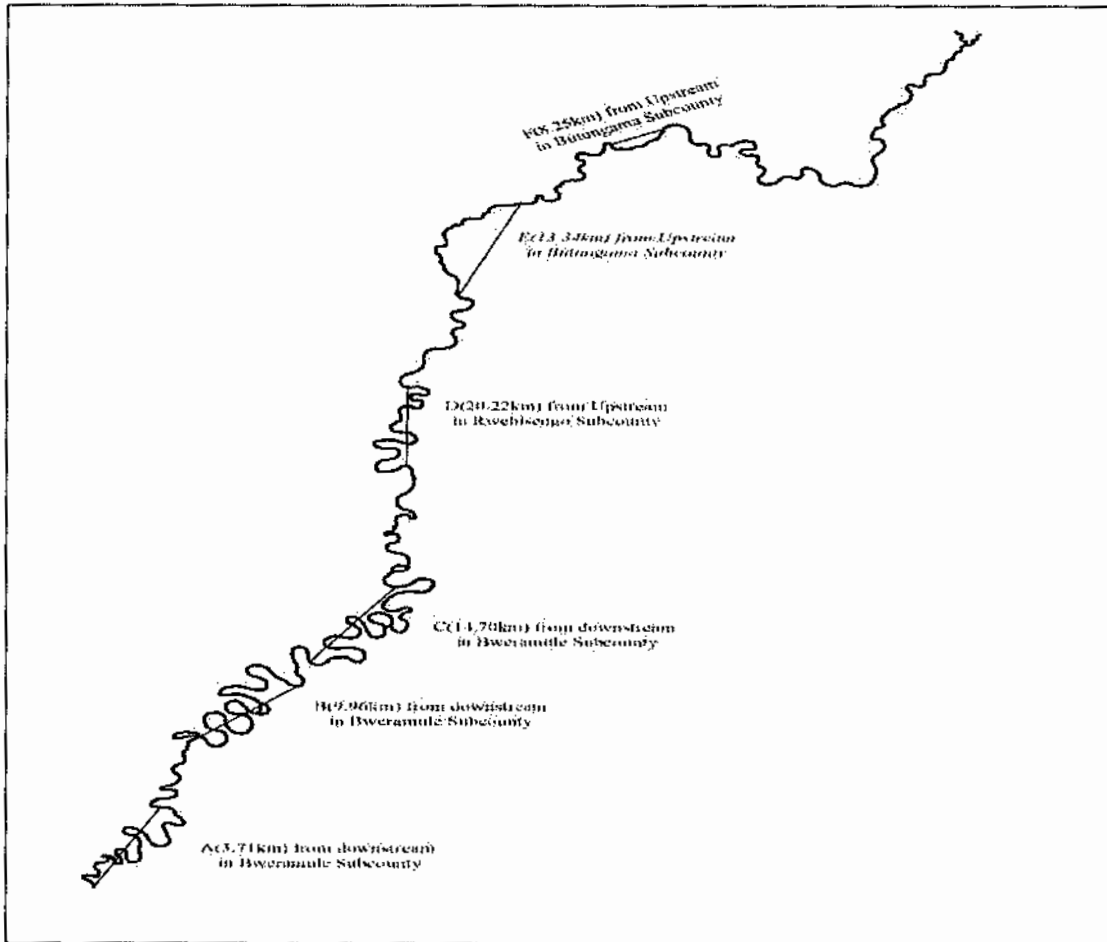 F(8.25km) from Upstream
in Butungama Subcounty
E(13.34km) from Upstream
in Butungama Subcounty
D(20.22km) from Upstream
in Rwebisengo Subcounty
C(14.70km) from downstream
in Bweramule Subcounty
B(9.96km) from downstream
in Bweramule Subcounty
A(3.71km) from downstream
in Bweramule Subcounty